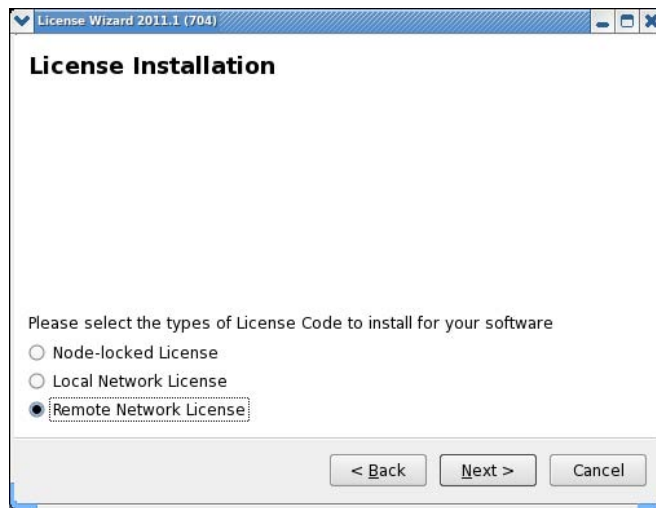 License Wizard 2011.1 (704)
License Installation
Please select the types of License Code to install for your software
Node-locked License
Local Network License
Remote Network License
< Back Next > Cancel